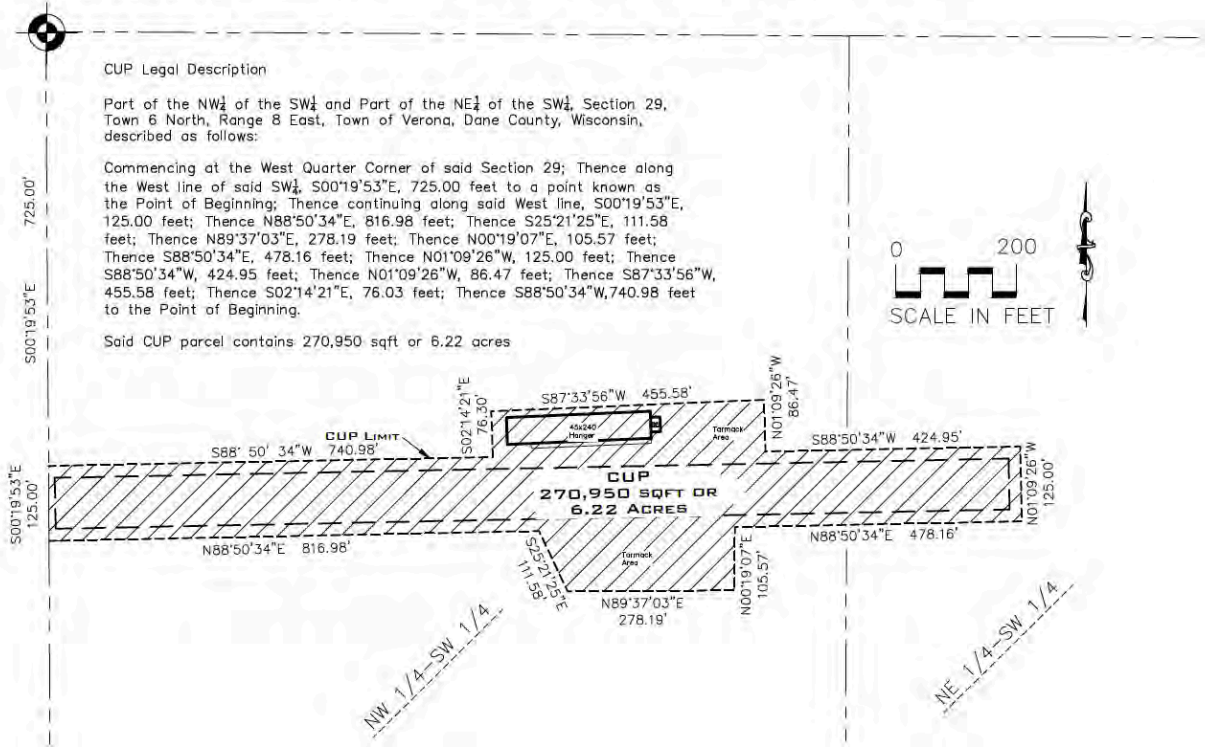 CUP Legal Description
Part of the NW¼ of the SW¼ and Part of the NE¼ of the SW¼, Section 29,
Town 6 North, Range 8 East, Town of Verona, Dane County, Wisconsin,
described as follows:
Commencing at the West Quarter Corner of said Section 29; Thence along
the West line of said SW¼, S00°19'53"E, 725.00 feet to a point known as
the Point of Beginning; Thence continuing along said West line, S00°19'53"E,
125.00 feet; Thence N88°50'34"E, 816.98 feet; Thence S25°21'25"E, 111.58
feet; Thence N89°37'03"E, 278.19 feet; Thence N00°19'07"E, 105.57 feet;
Thence S88°50'34"E, 478.16 feet; Thence N01°09'26"W, 125.00 feet; Thence
S88°50'34"W, 424.95 feet; Thence N01°09'26"W, 86.47 feet; Thence S87°33'56"W,
455.58 feet; Thence S02°14'21"E, 76.03 feet; Thence S88°50'34"W,740.98 feet
to the Point of Beginning.
Said CUP parcel contains 270,950 sqft or 6.22 acres
725.00'
S00°19'53"E
0 200
SCALE IN FEET
S87°33'56"W 455.58'
S02°14'21"E
76.30'
N01°09'26"W
86.47'
45x240
Hanger
Tarmack
Area
CUP LIMIT
S88° 50' 34"W 740.98'
S88°50'34"W 424.95'
S00°19'53"E
125.00'
CUP
270,950 SQFT OR
6.22 ACRES
N01°09'26"W
125.00'
N88°50'34"E 816.98'
N88°50'34"E 478.16'
S25°21'25"E
111.58'
Tarmack
Area
N00°19'07"E
105.57'
N89°37'03"E
278.19'
NW 1/4-SW 1/4
NE 1/4-SW 1/4